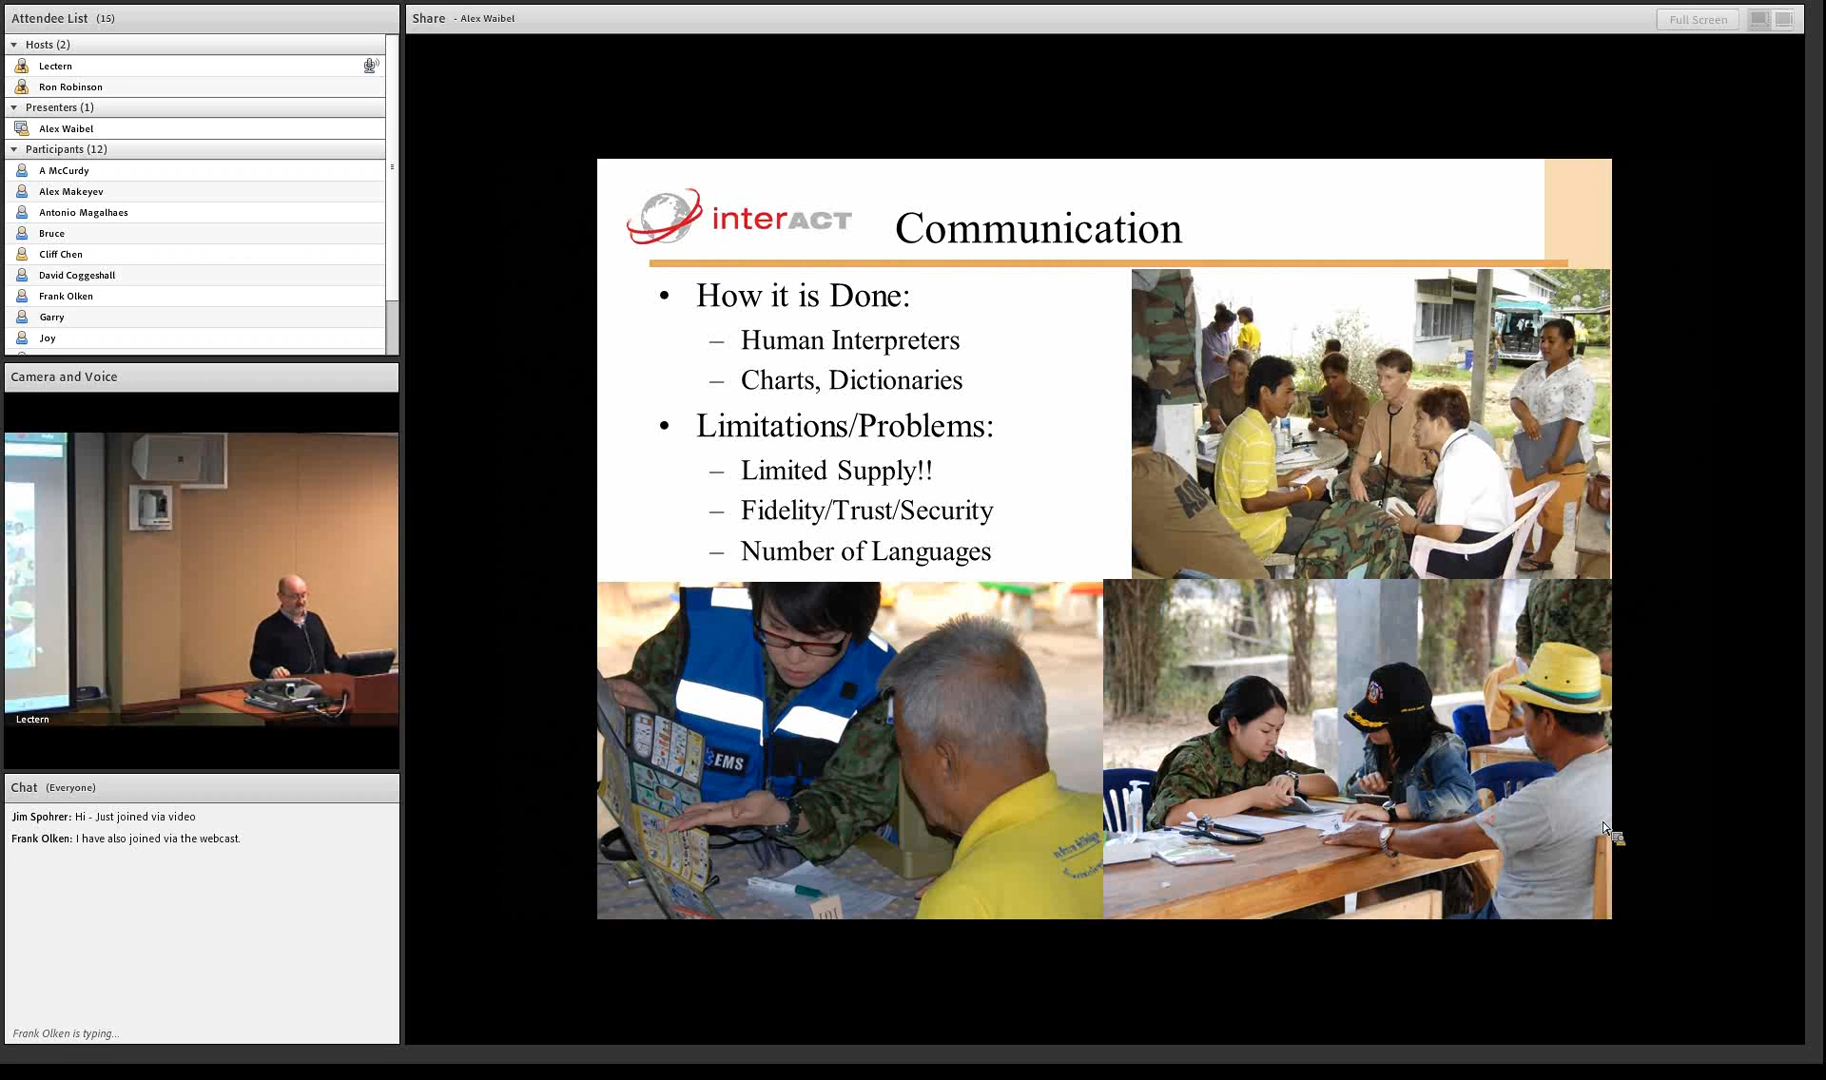 Attendee List (15)
Hosts (2)
Lectern
Ron Robinson
Presenters (1)
Alex Waibel
Participants (12)
A McCurdy
Alex Makeyev
Antonio Magalhaes
Bruce
Cliff Chen
David Coggeshall
Frank Olken
Garry
Joy
Camera and Voice
Lectern
Chat (Everyone)
Jim Spohrer: Hi - Just joined via video
Frank Olken: I have also joined via the webcast.
Frank Olken is typing...
Share - Alex Waibel
Full Screen
interACT
Communication
• How it is Done:
– Human Interpreters
– Charts, Dictionaries
• Limitations/Problems:
– Limited Supply!!
– Fidelity/Trust/Security
– Number of Languages
EMS